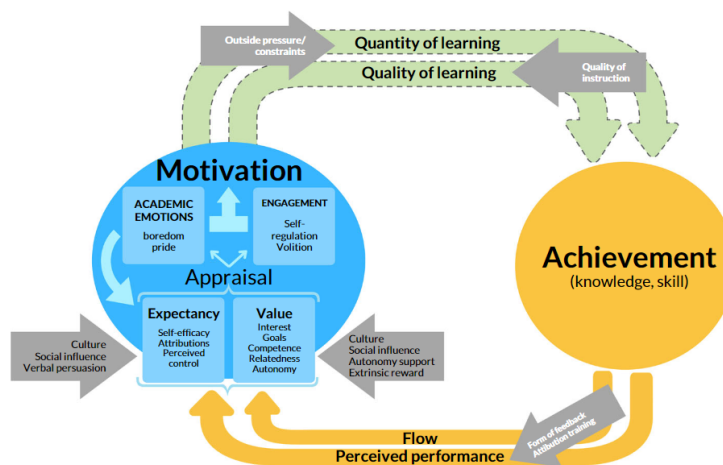 Outside pressure/
constraints
Quantity of learning
Quality of learning
Quality of
instruction
Motivation
ACADEMIC
EMOTIONS
boredom
pride
ENGAGEMENT
Self-
regulation
Volition
Appraisal
Expectancy
Self-efficacy
Attributions
Perceived
control
Value
Interest
Goals
Competence
Relatedness
Autonomy
Culture
Social influence
Verbal persuasion
Culture
Social influence
Autonomy support
Extrinsic reward
Achievement
(knowledge, skill)
Form of feedback
Attibution training
Flow
Perceived performance